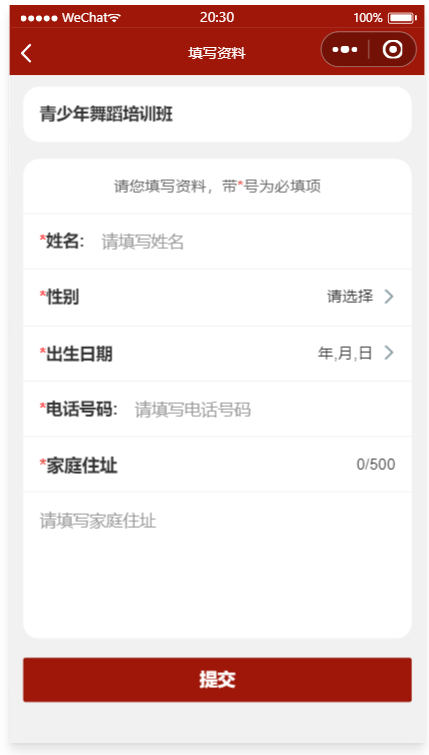 WeChat 20:30 100%
填写资料
青少年舞蹈培训班
请您填写资料，带*号为必填项
*姓名: 请填写姓名
*性别 请选择
*出生日期 年,月,日
*电话号码: 请填写电话号码
*家庭住址 0/500
请填写家庭住址
提交